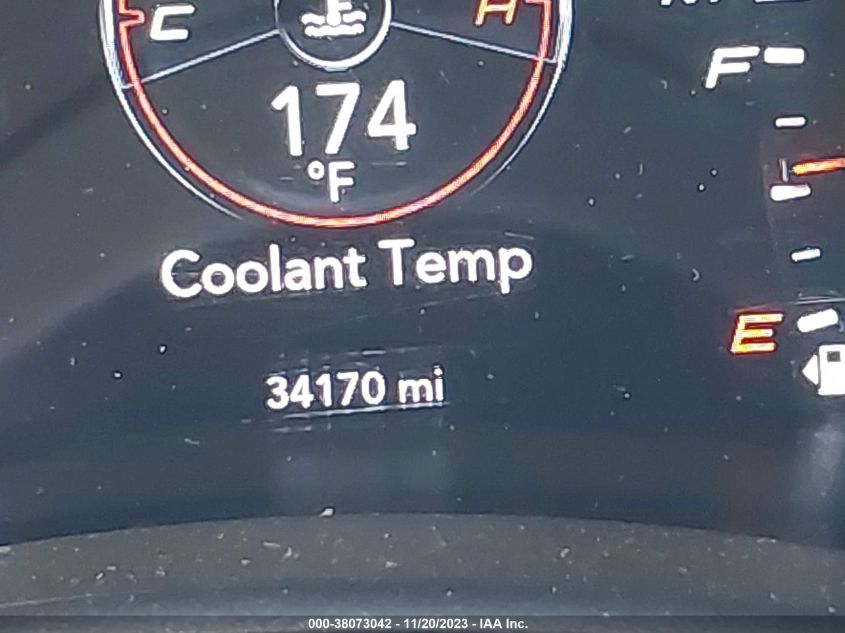 C H
F
174
°F
Coolant Temp
E
34170 mi
000-38073042 - 11/20/2023 - IAA Inc.